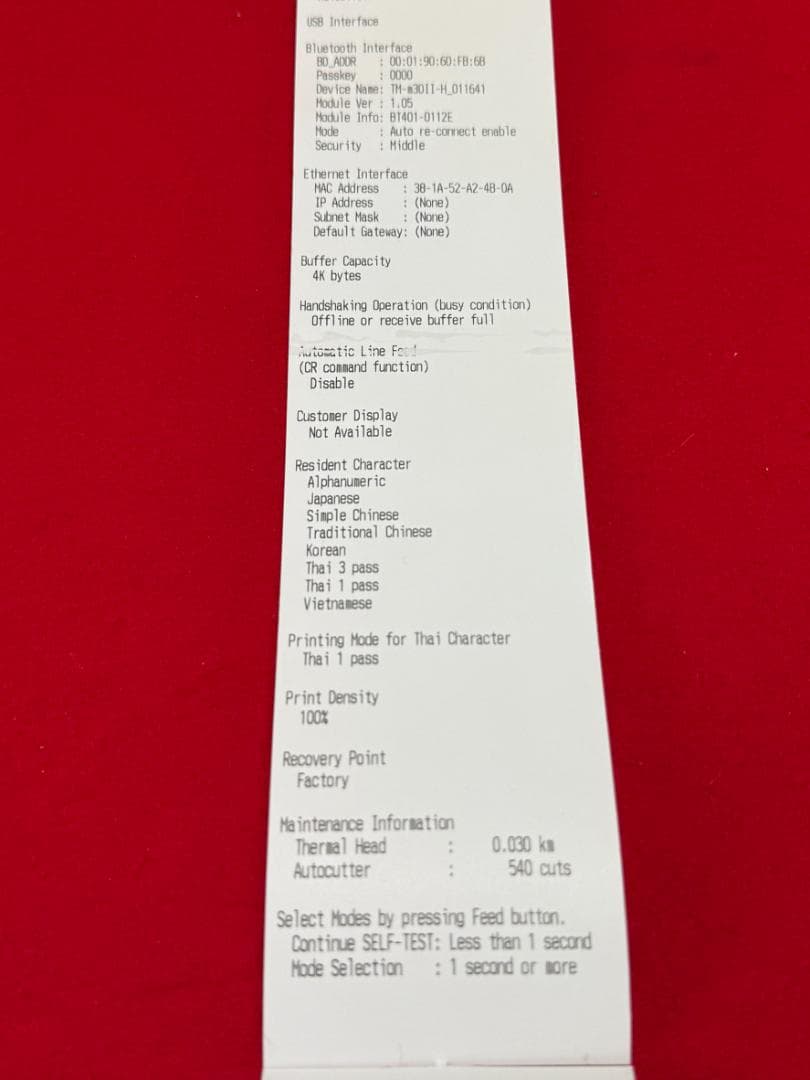 USB Interface
Bluetooth Interface
BD_ADDR : 00:01:90:60:FB:6B
Passkey : 0000
Device Name: TM-m30II-H_011641
Module Ver : 1.05
Module Info: BT401-0112E
Mode : Auto re-connect enable
Security : Middle
Ethernet Interface
MAC Address : 38-1A-52-A2-4B-0A
IP Address : (None)
Subnet Mask : (None)
Default Gateway: (None)
Buffer Capacity
4K bytes
Handshaking Operation (busy condition)
Offline or receive buffer full
Automatic Line Feed
(CR command function)
Disable
Customer Display
Not Available
Resident Character
Alphanumeric
Japanese
Simple Chinese
Traditional Chinese
Korean
Thai 3 pass
Thai 1 pass
Vietnamese
Printing Mode for Thai Character
Thai 1 pass
Print Density
100%
Recovery Point
Factory
Maintenance Information
Thermal Head : 0.030 km
Autocutter : 540 cuts
Select Modes by pressing Feed button.
Continue SELF-TEST: Less than 1 second
Mode Selection : 1 second or more